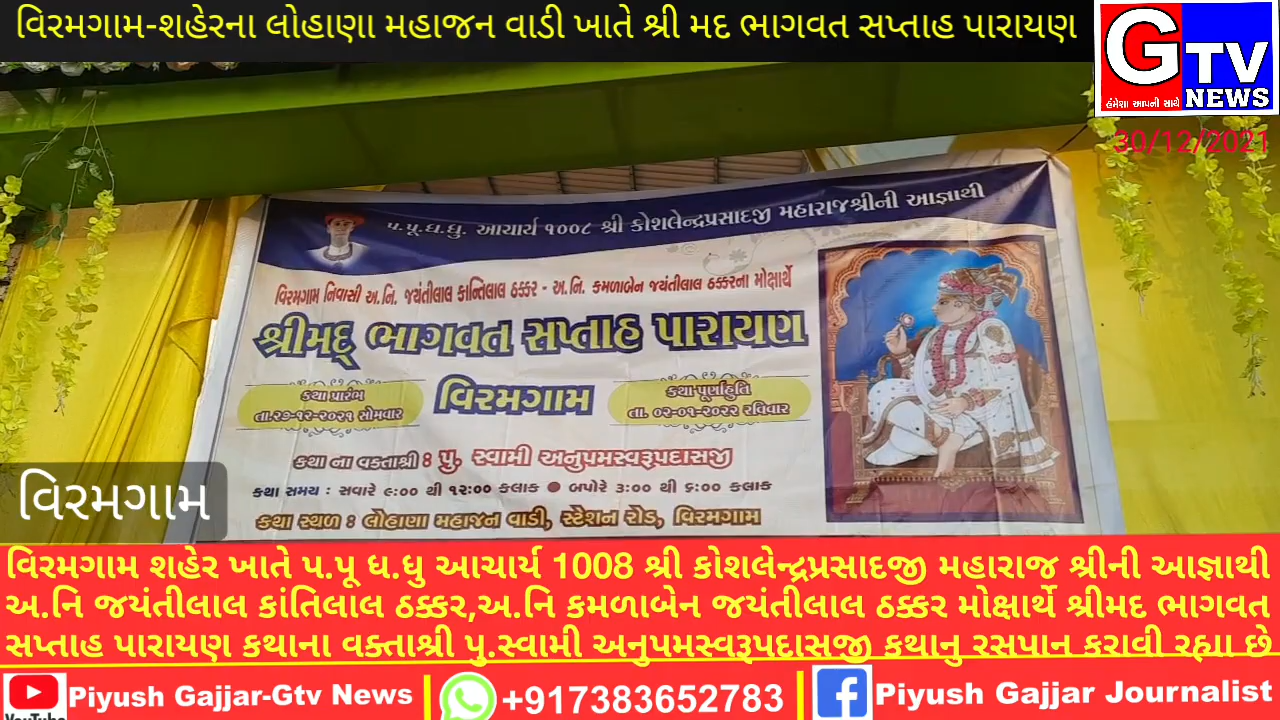 વિરમગામ-શહેરના લોહાણા મહાજન વાડી ખાતે શ્રી મદ ભાગવત સપ્તાહ પારાયણ
GTV NEWS
હંમેશા આપની સાથે
30/12/2021
પ.પૂ.ધ.ધુ. આચાર્ય ૧૦૦૮ શ્રી કોશલેન્દ્રપ્રસાદજી મહારાજશ્રીની આજ્ઞાથી
વિરમગામ નિવાસી અ.નિ. જયંતીલાલ કાન્તિલાલ ઠક્કર - અ.નિ. કમળાબેન જયંતીલાલ ઠક્કરના મોક્ષાર્થે
શ્રીમદ્ ભાગવત સપ્તાહ પારાયણ
કથા પ્રારંભ
તા.૨૭-૧૨-૨૦૨૧ સોમવાર
વિરમગામ
કથા પૂર્ણાહુતિ
તા. ૦૨-૦૧-૨૦૨૨ રવિવાર
કથા ના વક્તાશ્રી : પુ. સ્વામી અનુપમસ્વરૂપદાસજી
કથા સમય : સવારે ૯:૦૦ થી ૧૨:૦૦ કલાક ● બપોરે ૩:૦૦ થી ૬:૦૦ કલાક
કથા સ્થળ : લોહાણા મહાજન વાડી, સ્ટેશન રોડ, વિરમગામ
વિરમગામ
વિરમગામ શહેર ખાતે પ.પૂ ધ.ધુ આચાર્ય 1008 શ્રી કોશલેન્દ્રપ્રસાદજી મહારાજ શ્રીની આજ્ઞાથી
અ.નિ જયંતીલાલ કાંતિલાલ ઠક્કર,અ.નિ કમળાબેન જયંતીલાલ ઠક્કર મોક્ષાર્થે શ્રીમદ ભાગવત
સપ્તાહ પારાયણ કથાના વક્તાશ્રી પુ.સ્વામી અનુપમસ્વરૂપદાસજી કથાનુ રસપાન કરાવી રહ્યા છે
YouTube Piyush Gajjar-Gtv News +917383652783 Piyush Gajjar Journalist